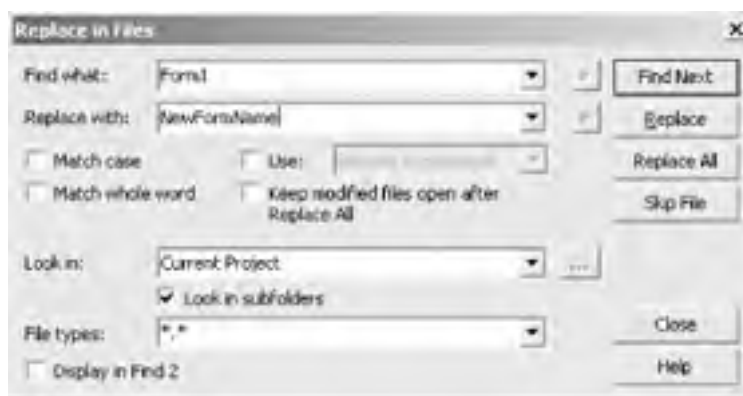 Replace in Files
Find what: Form1 Find Next
Replace with: NewFormName Replace
Match case Use: Replace All
Match whole word Keep modified files open after Replace All Skip File
Look in: Current Project ...
Look in subfolders
File types: *.* Close
Display in Find 2 Help